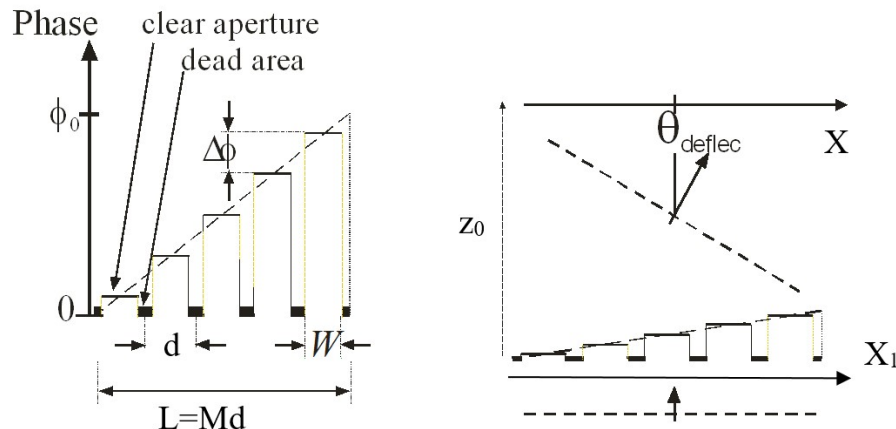 Phase
clear aperture
dead area
ϕ₀
Δϕ
0
d
W
L=Md
X
θdeflec
z₀
X₁